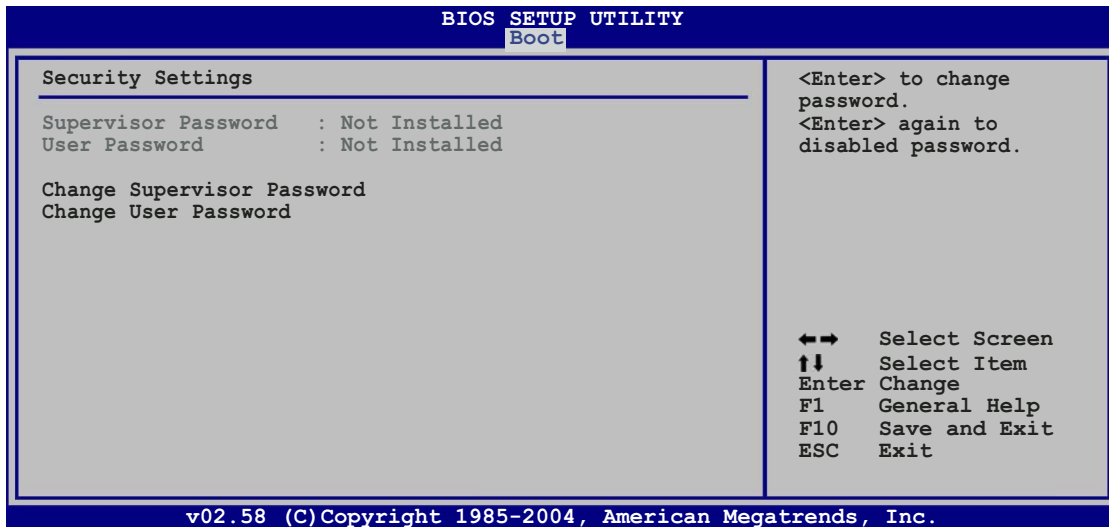 BIOS SETUP UTILITY
Boot
Security Settings
Supervisor Password : Not Installed
User Password : Not Installed
Change Supervisor Password
Change User Password
<Enter> to change
password.
<Enter> again to
disabled password.
←→ Select Screen
↑↓ Select Item
Enter Change
F1 General Help
F10 Save and Exit
ESC Exit
v02.58 (C)Copyright 1985-2004, American Megatrends, Inc.